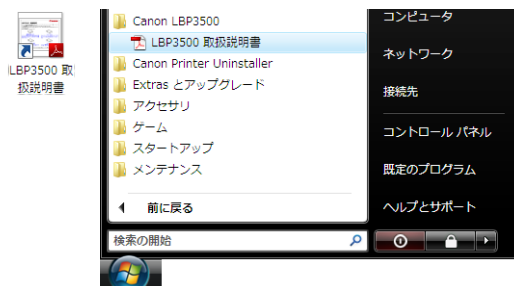 LBP3500 取
扱説明書
Canon LBP3500
LBP3500 取扱説明書
Canon Printer Uninstaller
Extras とアップグレード
アクセサリ
ゲーム
スタートアップ
メンテナンス
前に戻る
検索の開始
コンピュータ
ネットワーク
接続先
コントロール パネル
既定のプログラム
ヘルプとサポート